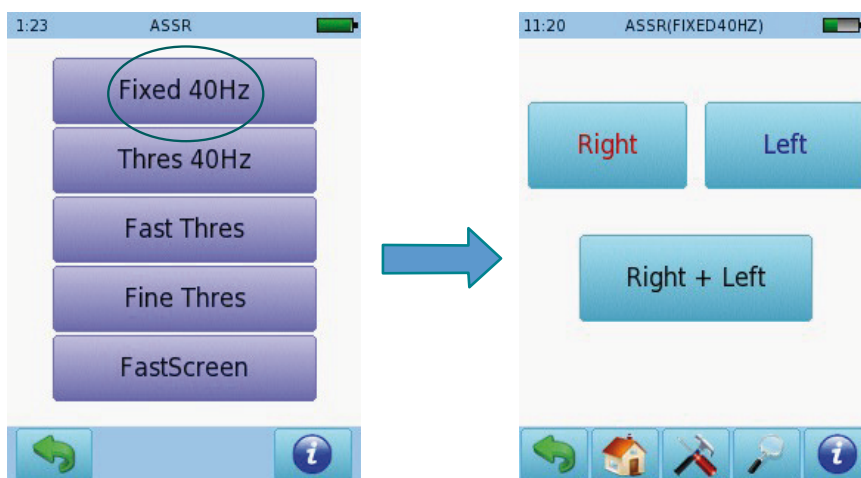 1:23 ASSR
Fixed 40Hz
Thres 40Hz
Fast Thres
Fine Thres
FastScreen
i
11:20 ASSR(FIXED40HZ)
Right Left
Right + Left
i